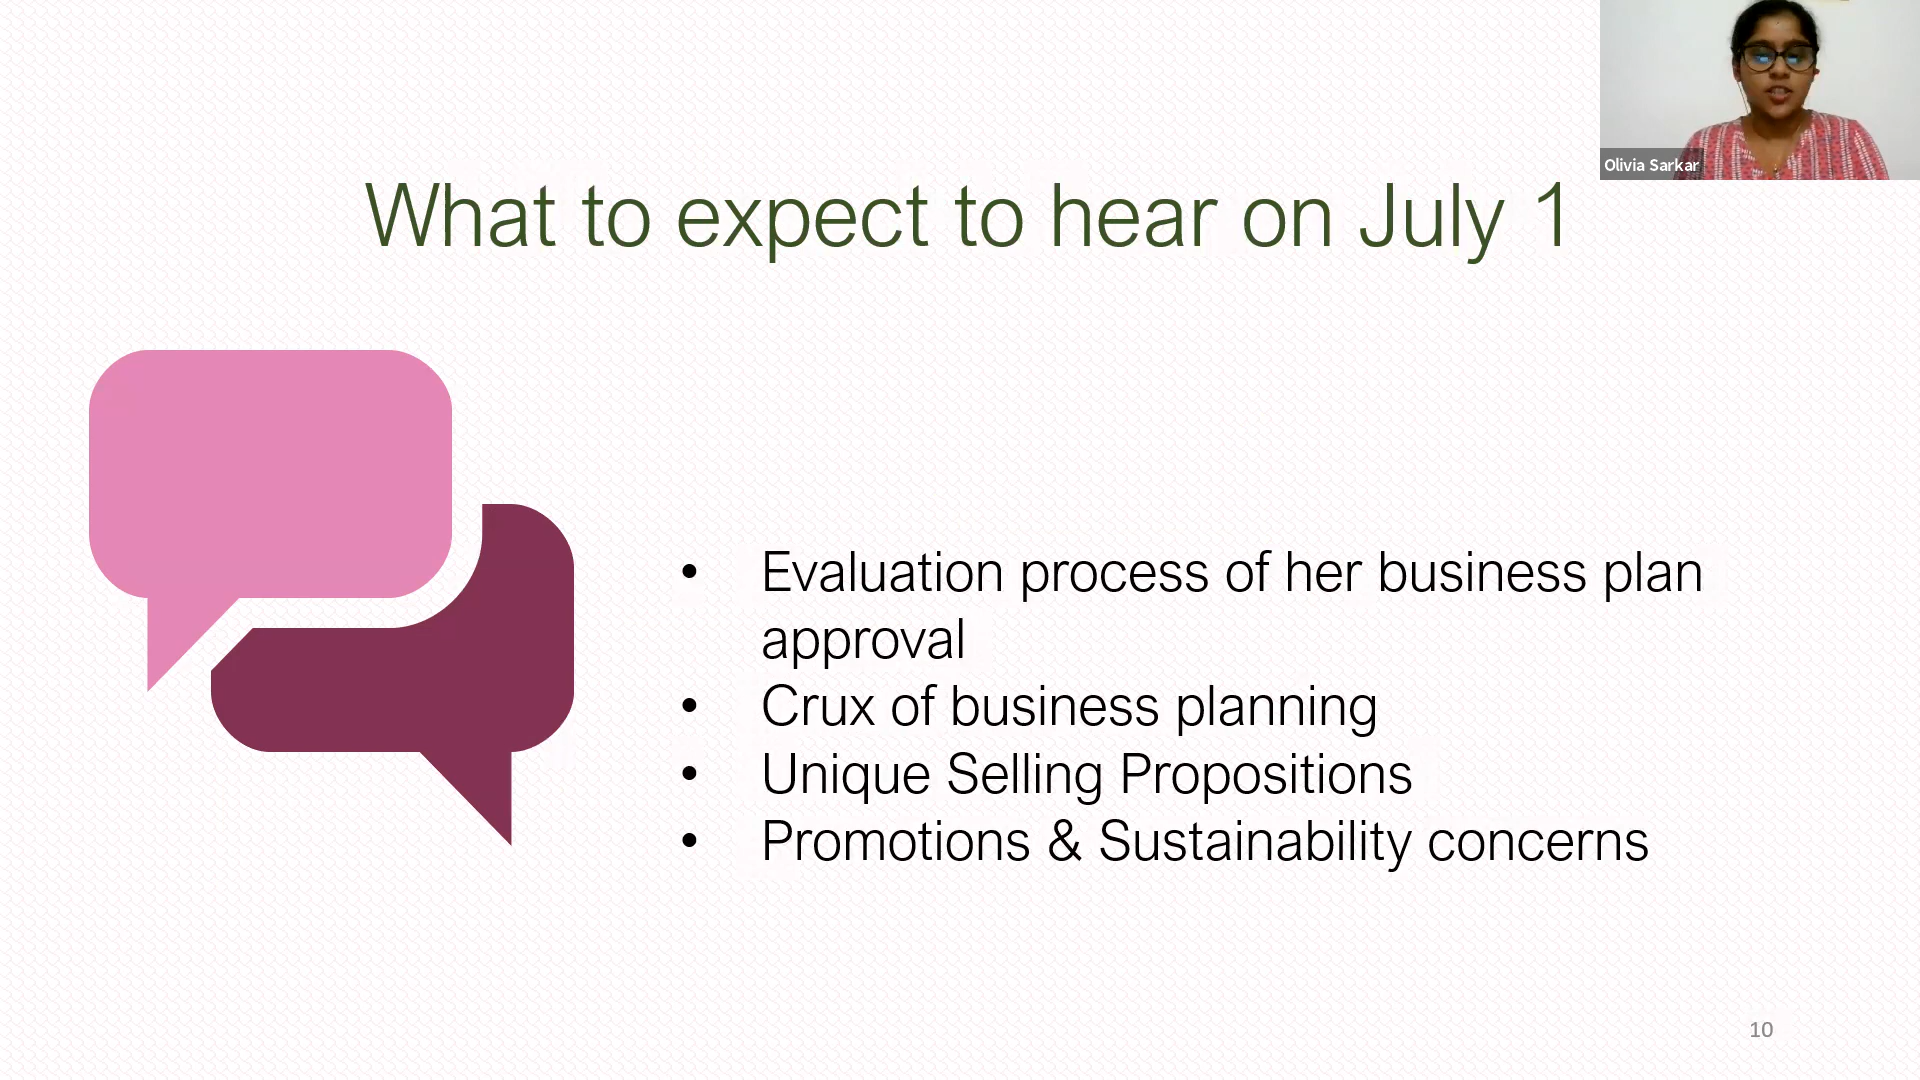 Olivia Sarkar
What to expect to hear on July 1
• Evaluation process of her business plan
approval
• Crux of business planning
• Unique Selling Propositions
• Promotions & Sustainability concerns
10